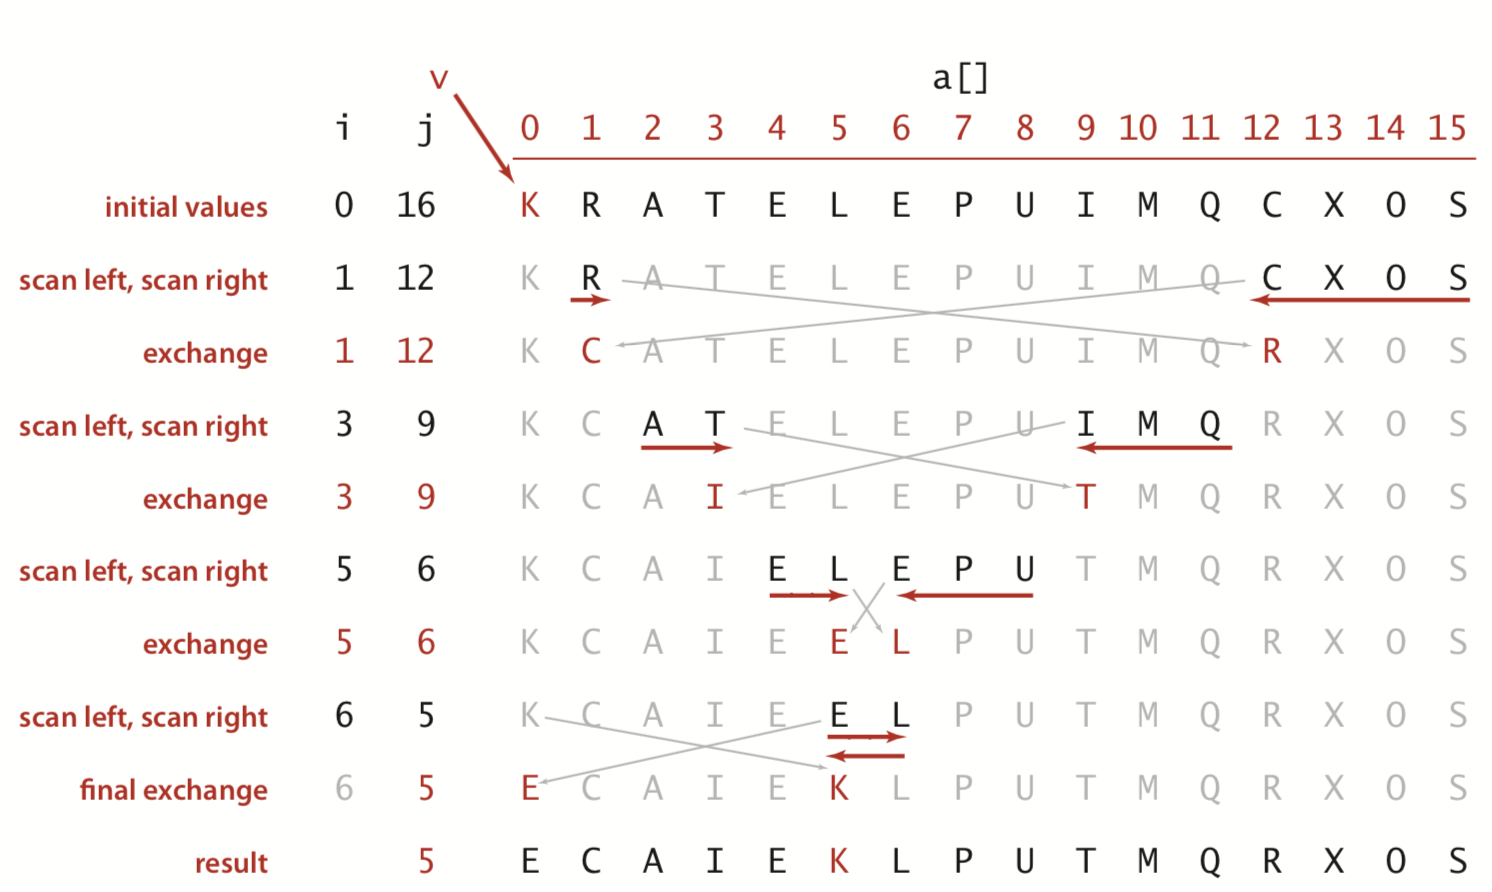 v a[]
i j 0 1 2 3 4 5 6 7 8 9 10 11 12 13 14 15
initial values 0 16 K R A T E L E P U I M Q C X O S
scan left, scan right 1 12 K R A T E L E P U I M Q C X O S
exchange 1 12 K C A T E L E P U I M Q R X O S
scan left, scan right 3 9 K C A T E L E P U I M Q R X O S
exchange 3 9 K C A I E L E P U T M Q R X O S
scan left, scan right 5 6 K C A I E L E P U T M Q R X O S
exchange 5 6 K C A I E E L P U T M Q R X O S
scan left, scan right 6 5 K C A I E E L P U T M Q R X O S
final exchange 6 5 E C A I E K L P U T M Q R X O S
result 5 E C A I E K L P U T M Q R X O S